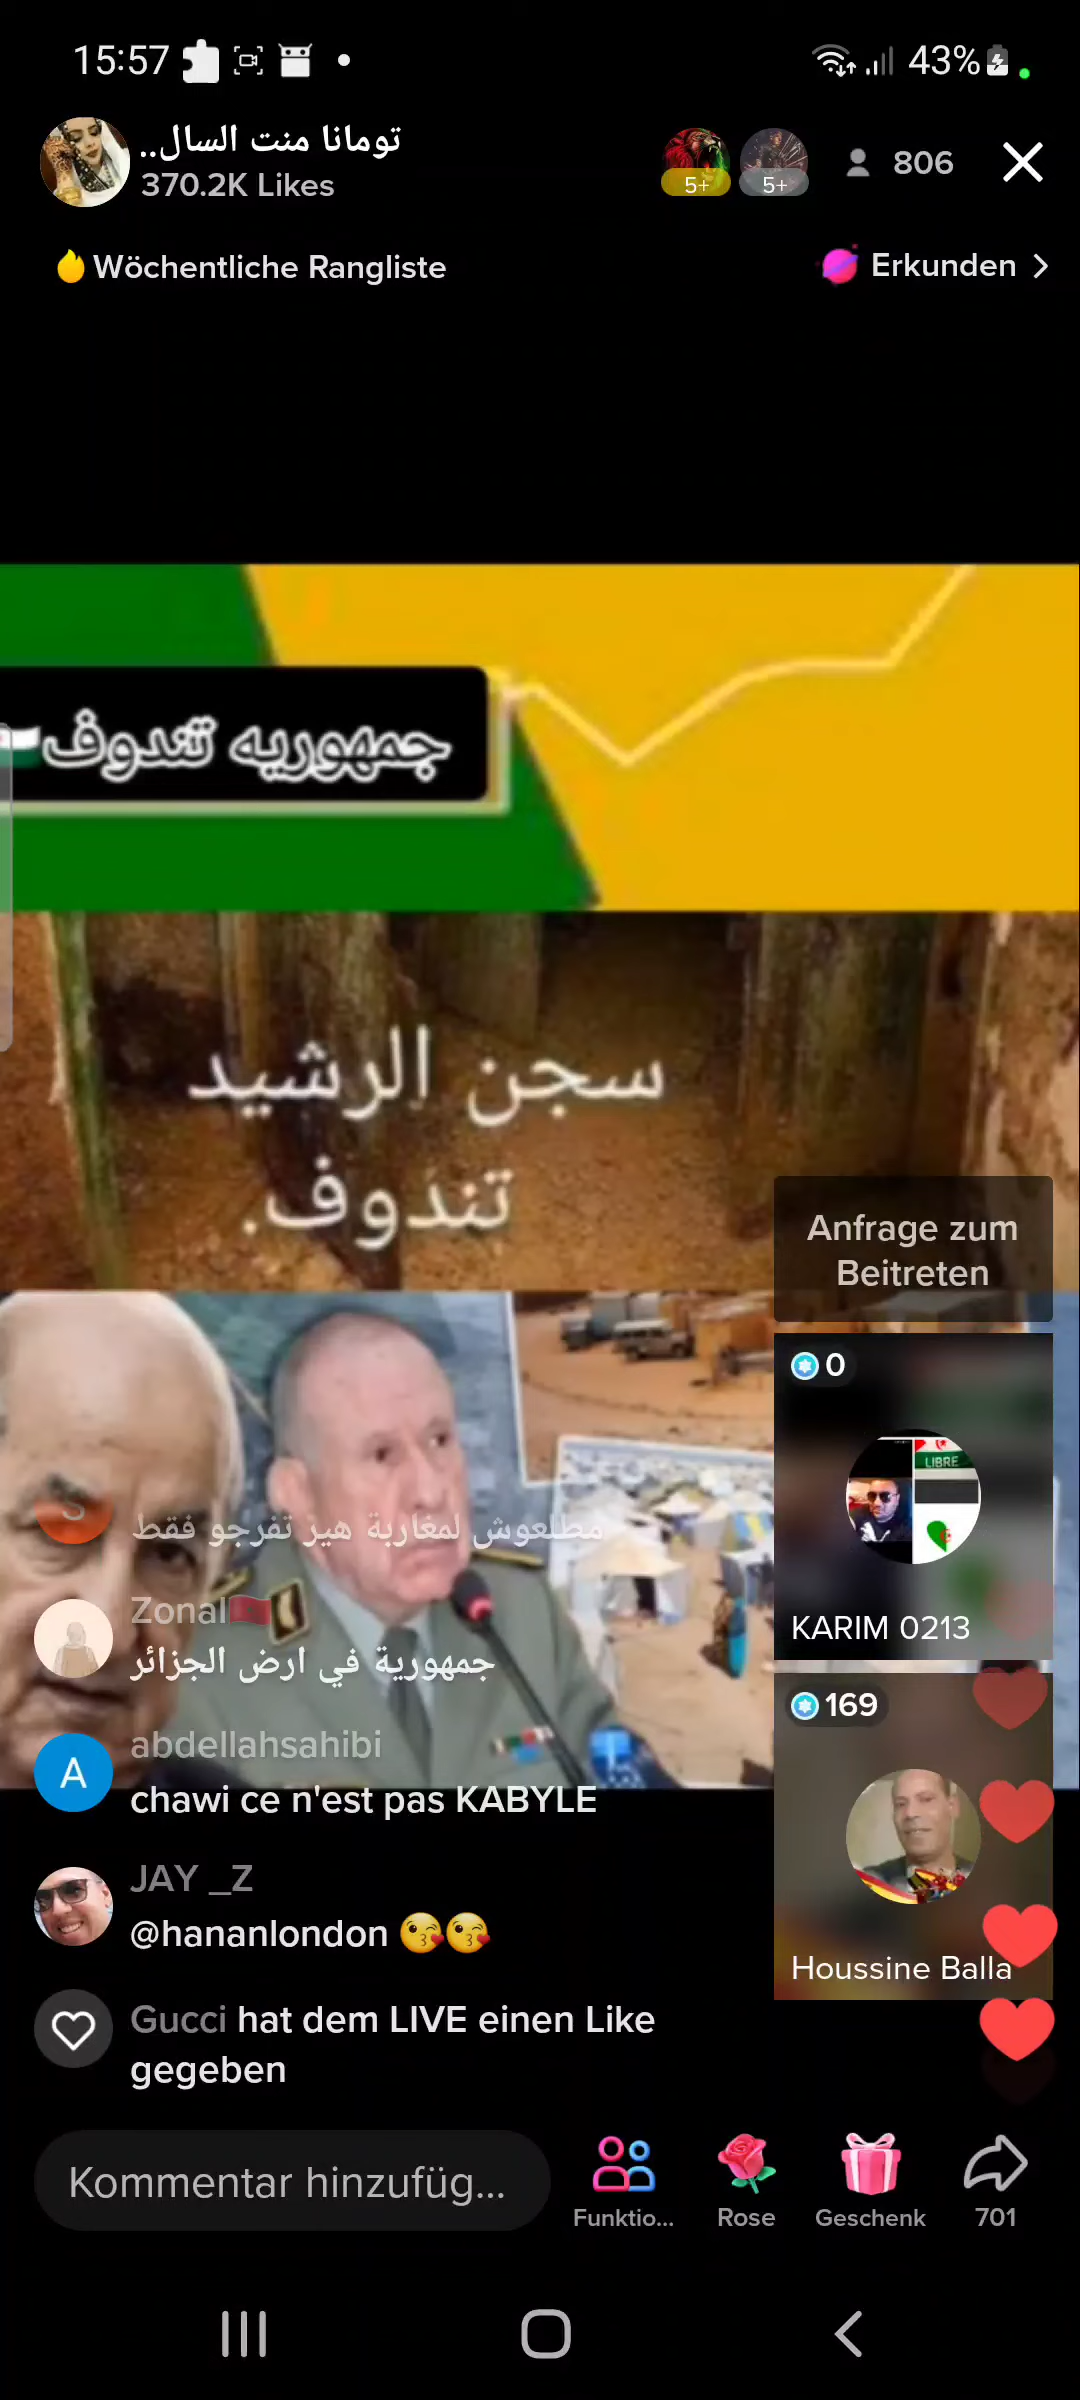 15:57
43%
تومانا منت السال..
370.2K Likes
5+
5+
806
Wöchentliche Rangliste
Erkunden
جمهوريه تندوف
سجن الرشيد
تندوف.
Anfrage zum
Beitreten
0
LIBRE
KARIM 0213
169
Houssine Balla
S
مطلعوش لمغاربة هيز تفرجو فقط
Zonal
جمهورية في ارض الجزائر
A
abdellahsahibi
chawi ce n'est pas KABYLE
JAY _Z
@hananlondon
Gucci hat dem LIVE einen Like
gegeben
Kommentar hinzufüg...
Funktio...
Rose
Geschenk
701